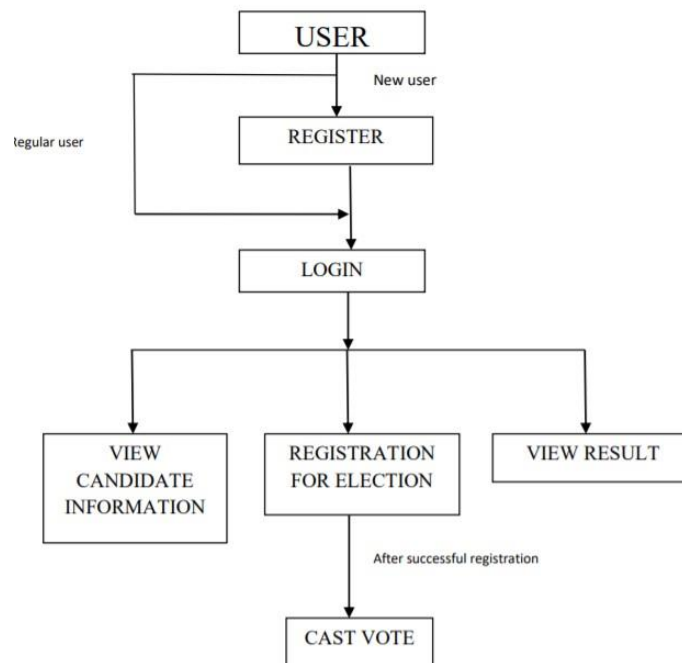 USER
New user
REGISTER
Regular user
LOGIN
VIEW
CANDIDATE
INFORMATION
REGISTRATION
FOR ELECTION
VIEW RESULT
After successful registration
CAST VOTE